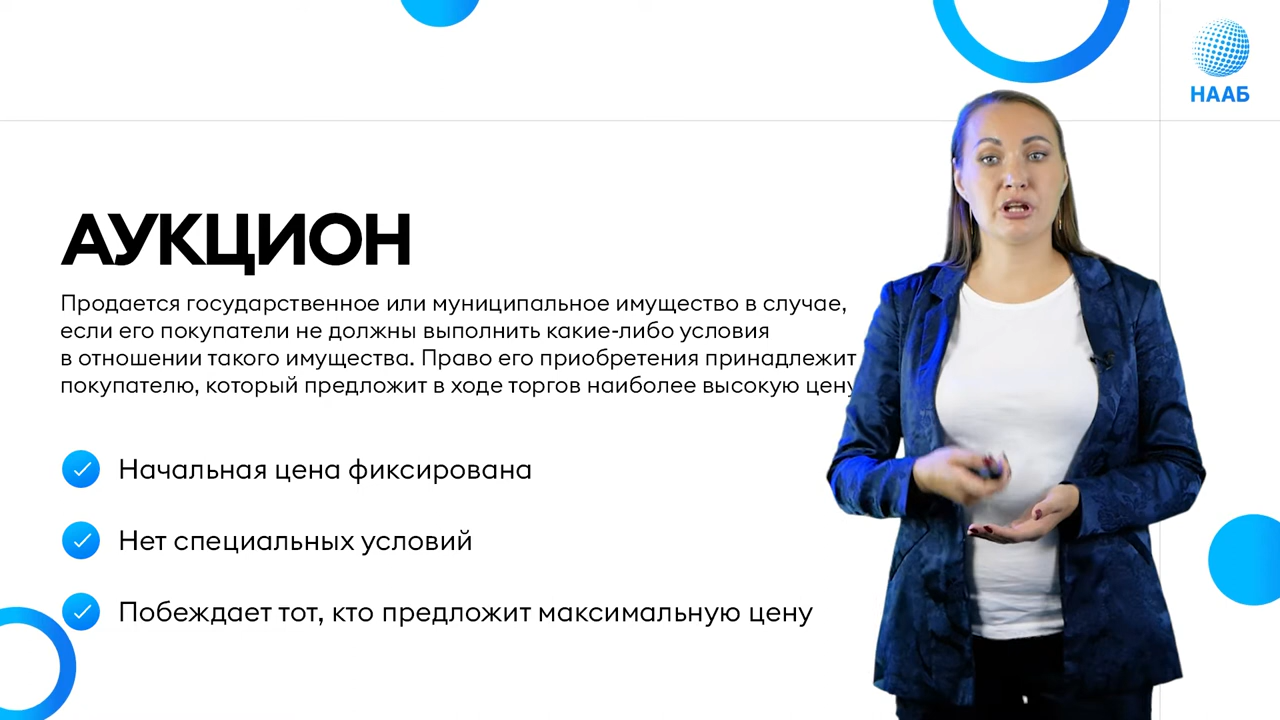 НААБ
АУКЦИОН
Продается государственное или муниципальное имущество в случае,
если его покупатели не должны выполнить какие-либо условия
в отношении такого имущества. Право его приобретения принадлежит
покупателю, который предложит в ходе торгов наиболее высокую цену
Начальная цена фиксирована
Нет специальных условий
Побеждает тот, кто предложит максимальную цену